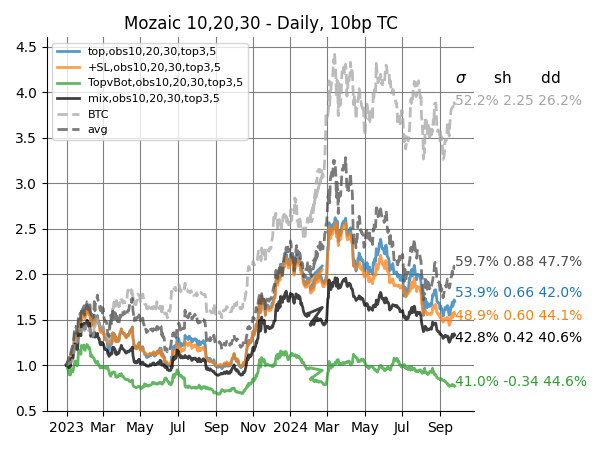 Mozaic 10,20,30 - Daily, 10bp TC
4.5
4.0
3.5
3.0
2.5
2.0
1.5
1.0
0.5
top,obs10,20,30,top3,5
+SL,obs10,20,30,top3,5
TopvBot,obs10,20,30,top3,5
mix,obs10,20,30,top3,5
BTC
avg
σ sh dd
52.2% 2.25 26.2%
59.7% 0.88 47.7%
53.9% 0.66 42.0%
48.9% 0.60 44.1%
42.8% 0.42 40.6%
41.0% -0.34 44.6%
2023 Mar May Jul Sep Nov 2024 Mar May Jul Sep